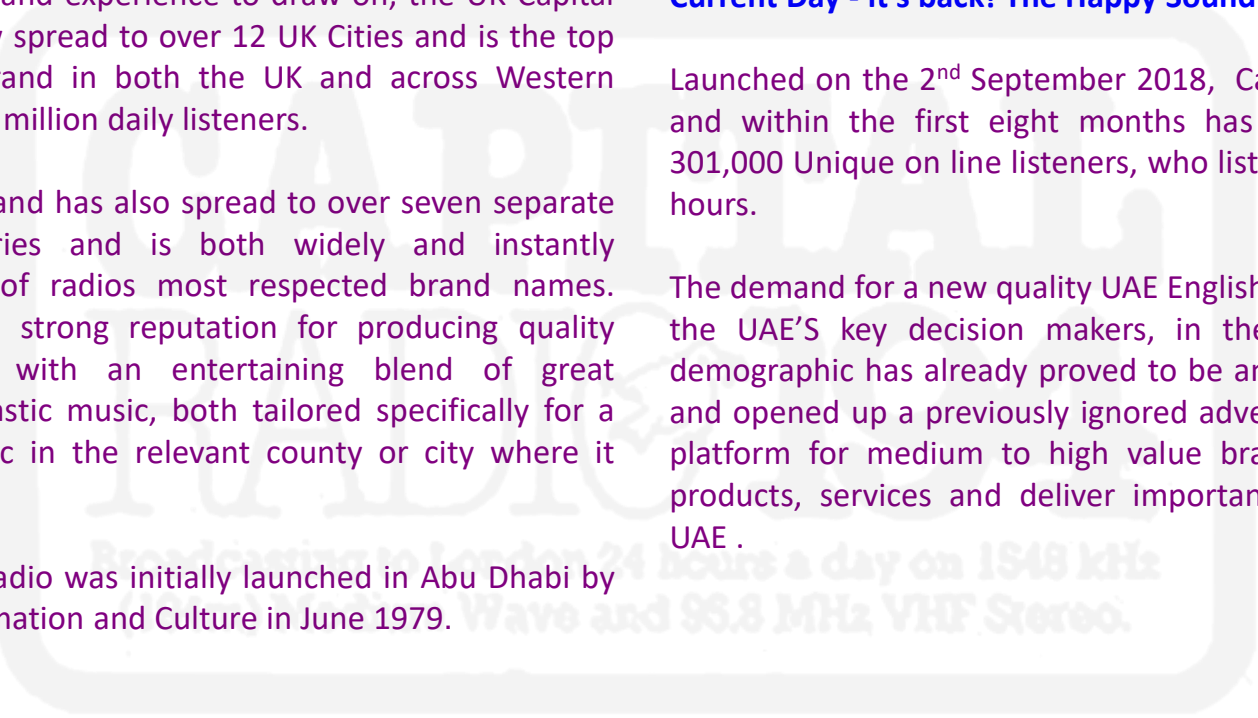 and experience to draw on, the UK Capital
spread to over 12 UK Cities and is the top
rand in both the UK and across Western
million daily listeners.
and has also spread to over seven separate
ries and is both widely and instantly
of radios most respected brand names.
strong reputation for producing quality
with an entertaining blend of great
astic music, both tailored specifically for a
c in the relevant county or city where it
adio was initially launched in Abu Dhabi by
mation and Culture in June 1979.
Current Day - It's back! The Happy Sound
Launched on the 2nd September 2018, Ca
and within the first eight months has
301,000 Unique on line listeners, who list
hours.
The demand for a new quality UAE English
the UAE’S key decision makers, in the
demographic has already proved to be an
and opened up a previously ignored adve
platform for medium to high value bra
products, services and deliver importan
UAE .
CAPITAL
RADIO 194
Broadcasting to London 24 hours a day on 1548 kHz
Wave and 95.8 MHz VHF Stereo.